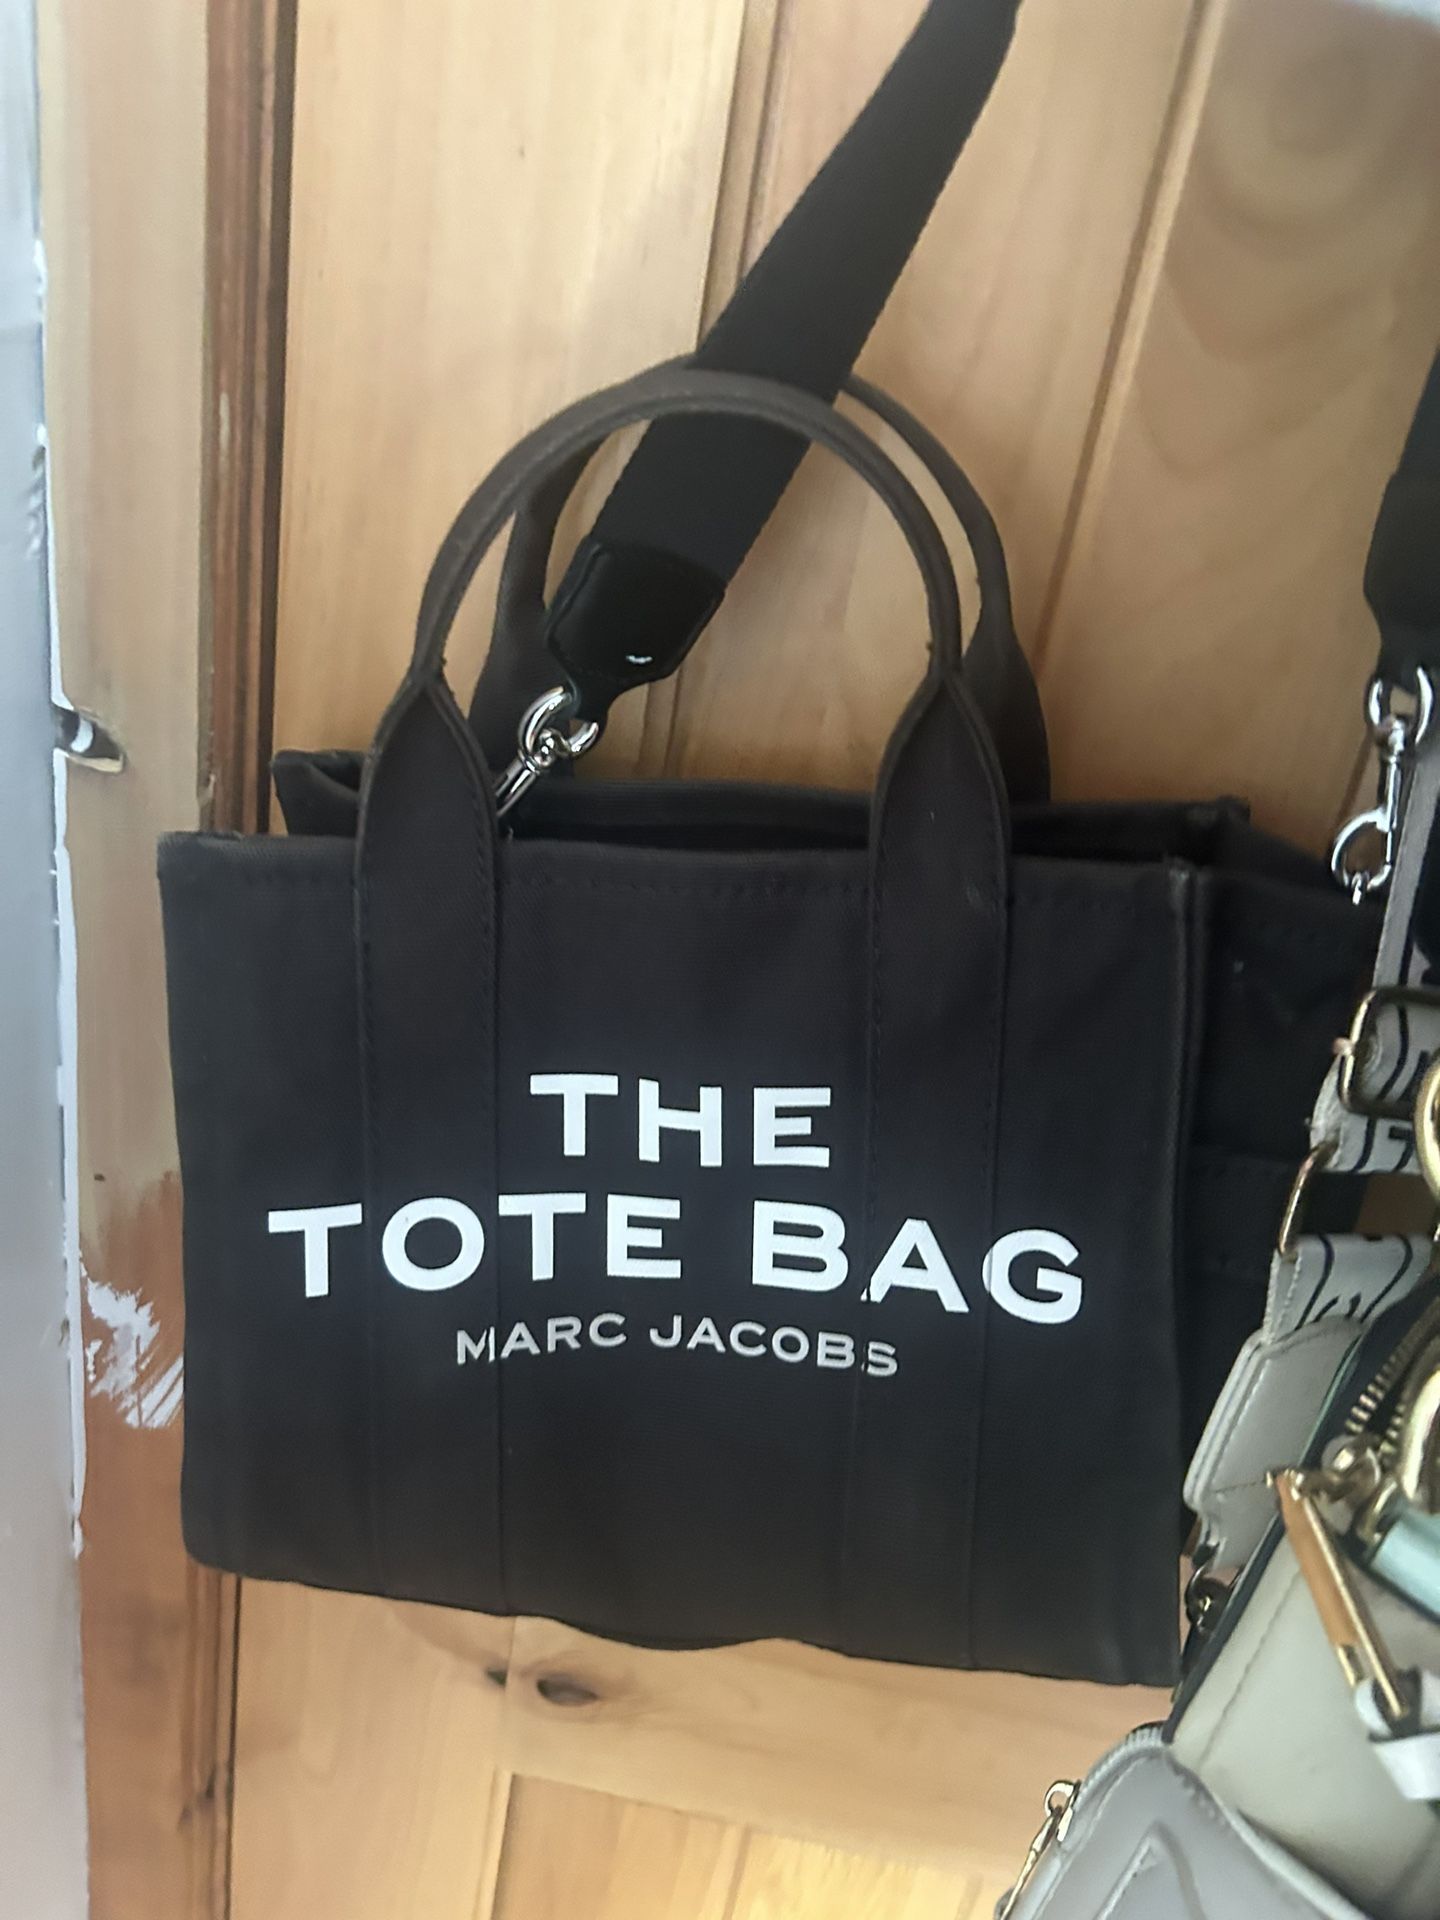 THE
TOTE BAG
MARC JACOBS